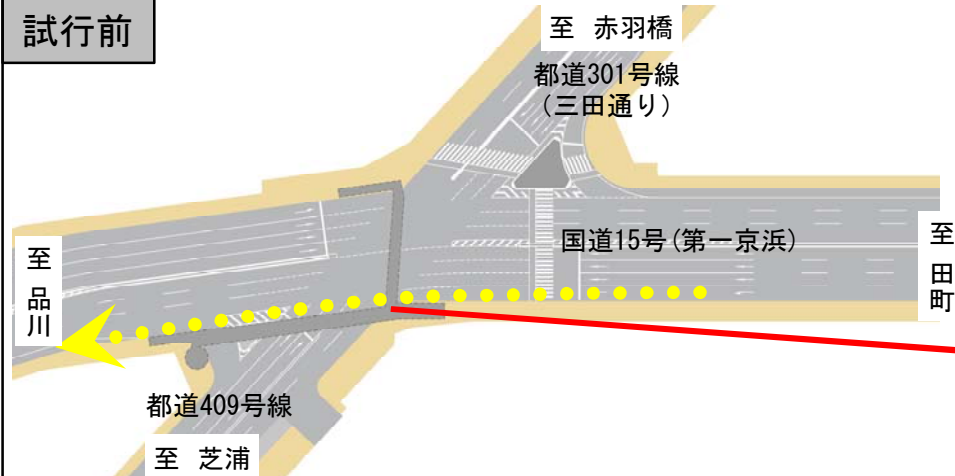 試行前
至 赤羽橋
都道301号線
(三田通り)
国道15号(第一京浜)
至 田町
至 品川
都道409号線
至 芝浦